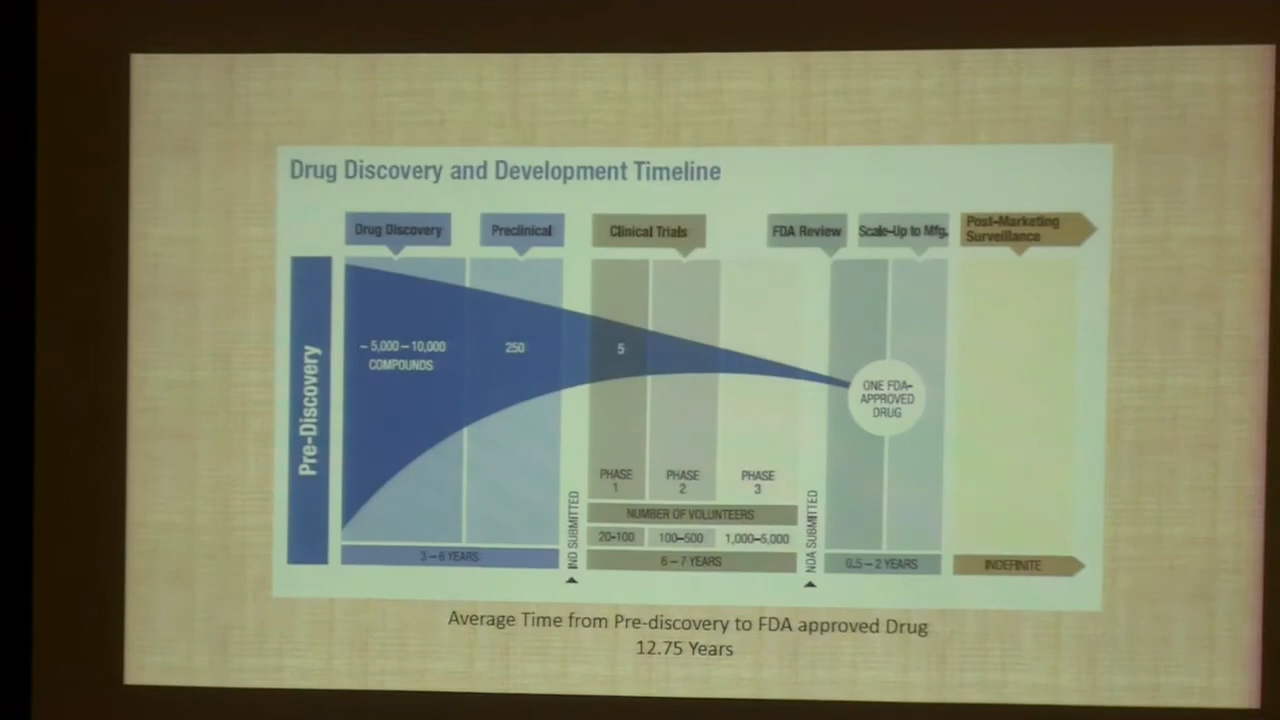 Drug Discovery and Development Timeline
Drug Discovery
Preclinical
Clinical Trials
FDA Review
Scale-Up to Mfg.
Post-Marketing
Surveillance
Pre-Discovery
~ 5,000 – 10,000
COMPOUNDS
250
5
ONE FDA-
APPROVED
DRUG
PHASE
1
PHASE
2
PHASE
3
IND SUBMITTED
NDA SUBMITTED
NUMBER OF VOLUNTEERS
20–100
100–500
1,000–5,000
3 – 6 YEARS
6 – 7 YEARS
0.5 – 2 YEARS
INDEFINITE
Average Time from Pre-discovery to FDA approved Drug
12.75 Years